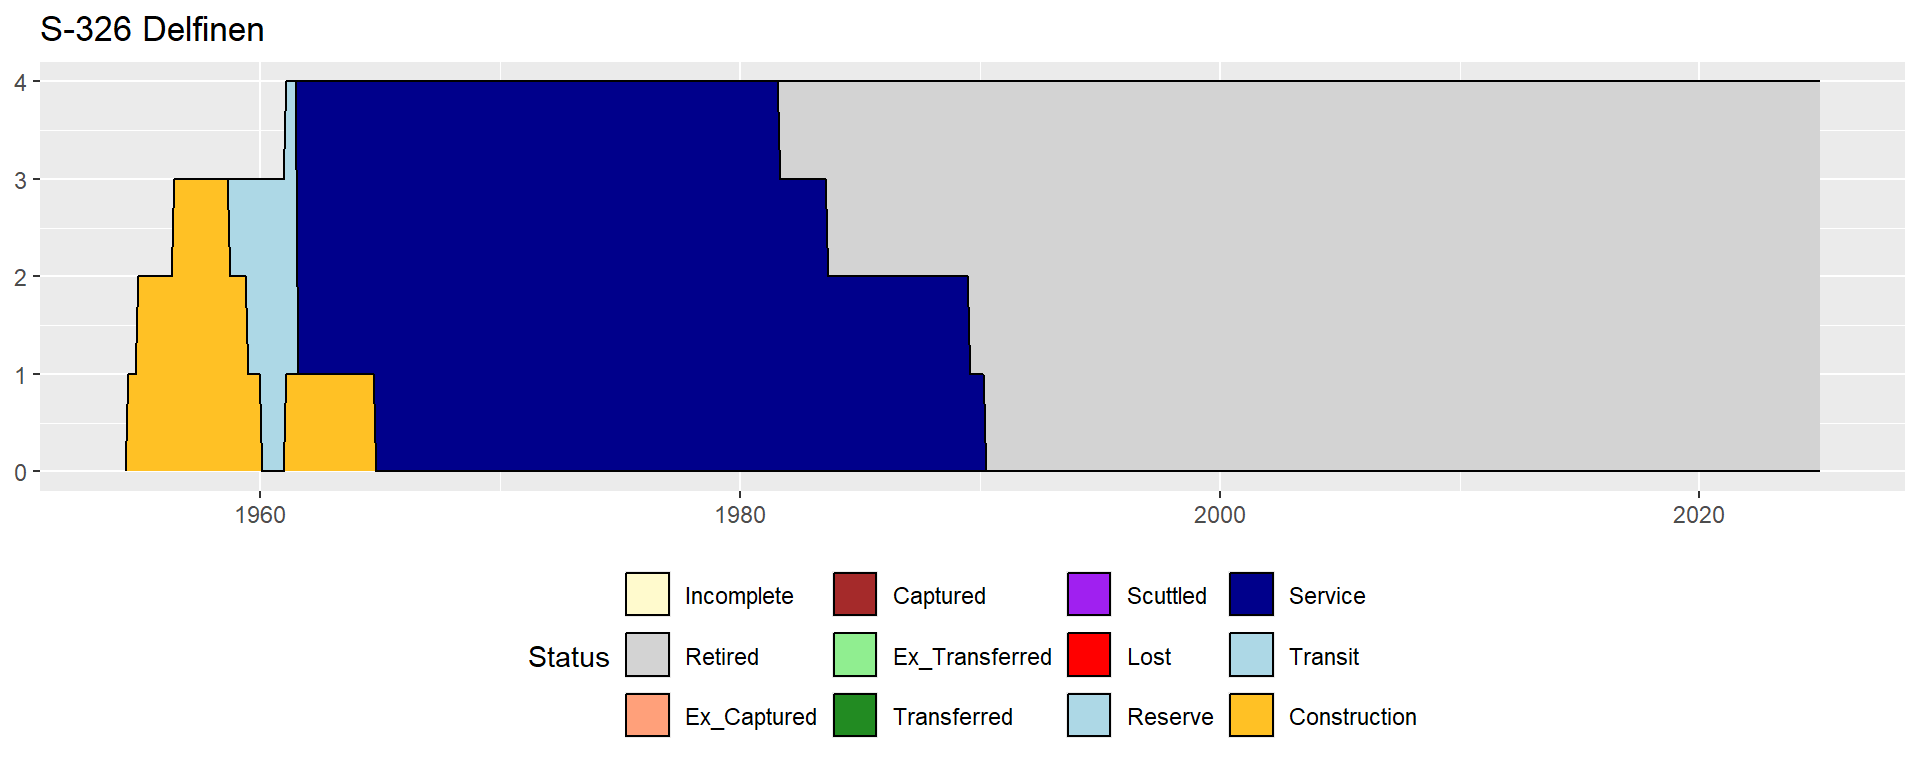 S-326 Delfinen
4
3
2
1
0
1960 1980 2000 2020
Status
Incomplete Captured Scuttled Service
Retired Ex_Transferred Lost Transit
Ex_Captured Transferred Reserve Construction